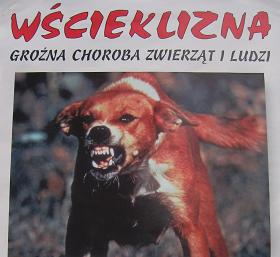 WŚCIEKLIZNA
GROŹNA CHOROBA ZWIERZĄT I LUDZI